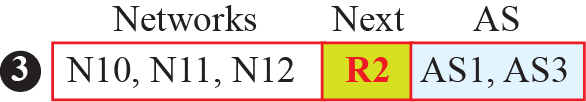 Networks Next AS
3 N10, N11, N12 R2 AS1, AS3